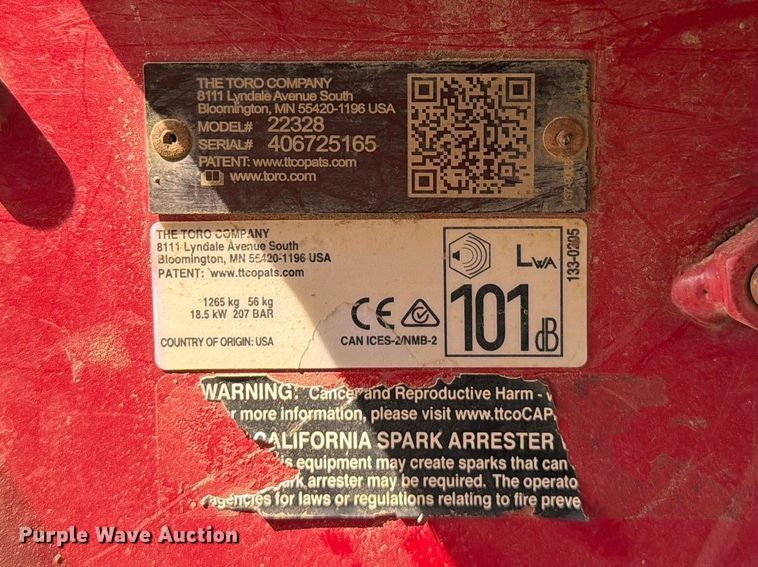 THE TORO COMPANY
8111 Lyndale Avenue South
Bloomington, MN 55420-1196 USA
MODEL# 22328
SERIAL# 406725165
PATENT: www.ttcopats.com
www.toro.com
THE TORO COMPANY
8111 Lyndale Avenue South
Bloomington, MN 55420-1196 USA
PATENT: www.ttcopats.com
1265 kg 56 kg
18.5 kW 207 BAR
COUNTRY OF ORIGIN: USA
CE
CAN ICES-2/NMB-2
LWA
101 dB
133-0205
WARNING: Cancer and Reproductive Harm -
r more information, please visit www.ttcoCAP
CALIFORNIA SPARK ARRESTER
is equipment may create sparks that can
ark arrester may be required. The operato
agencies for laws or regulations relating to fire preve
Purple Wave Auction